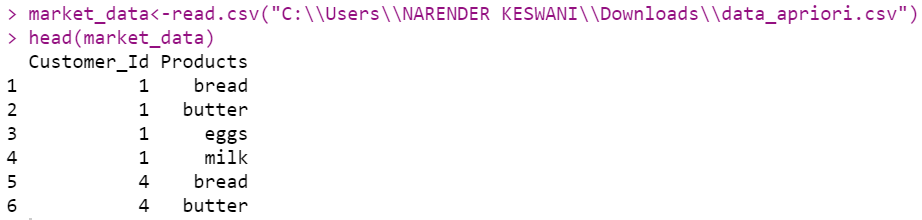 > market_data<-read.csv("C:\\Users\\NARENDER KESWANI\\Downloads\\data_apriori.csv")
> head(market_data)
  Customer_Id Products
1           1    bread
2           1   butter
3           1     eggs
4           1     milk
5           4    bread
6           4   butter